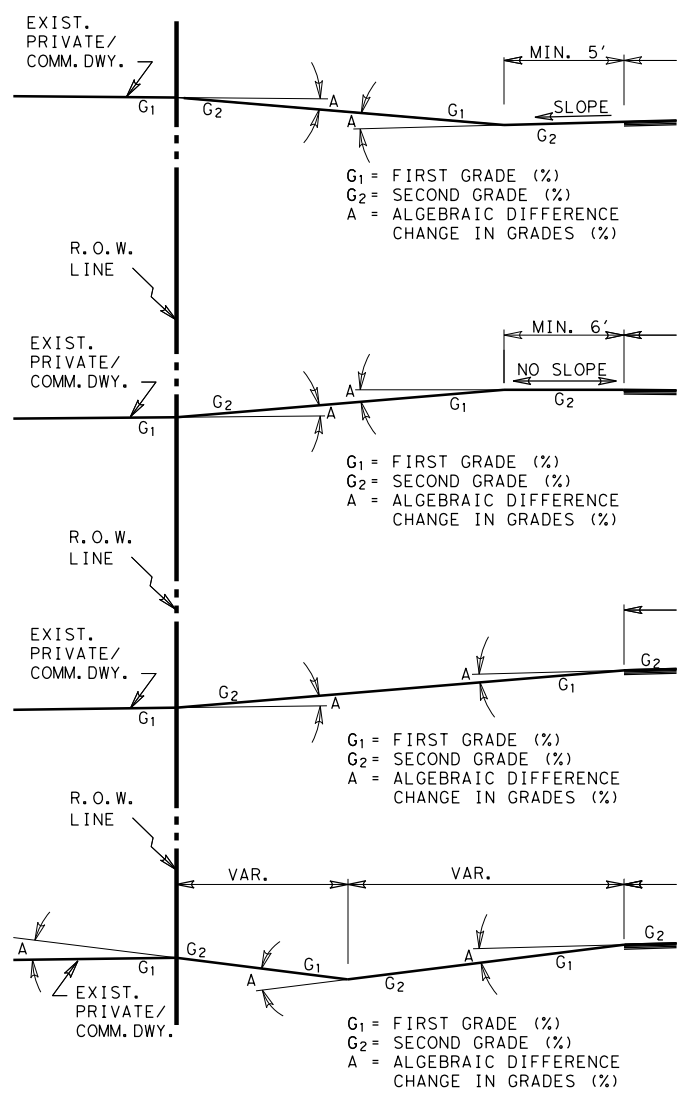 EXIST.
PRIVATE/
COMM.DWY.
MIN. 5'
G1
G2
A
A
G1
SLOPE
G2
G1 = FIRST GRADE (%)
G2 = SECOND GRADE (%)
A = ALGEBRAIC DIFFERENCE
CHANGE IN GRADES (%)
R.O.W.
LINE
EXIST.
PRIVATE/
COMM.DWY.
MIN. 6'
NO SLOPE
G1
G2
A
A
G1
G2
G1 = FIRST GRADE (%)
G2 = SECOND GRADE (%)
A = ALGEBRAIC DIFFERENCE
CHANGE IN GRADES (%)
R.O.W.
LINE
EXIST.
PRIVATE/
COMM.DWY.
G1
G2
A
A
G1
G2
G1 = FIRST GRADE (%)
G2 = SECOND GRADE (%)
A = ALGEBRAIC DIFFERENCE
CHANGE IN GRADES (%)
R.O.W.
LINE
VAR.
VAR.
A
G1
G2
A
G1
G2
A
G1
G2
EXIST.
PRIVATE/
COMM.DWY.
G1 = FIRST GRADE (%)
G2 = SECOND GRADE (%)
A = ALGEBRAIC DIFFERENCE
CHANGE IN GRADES (%)